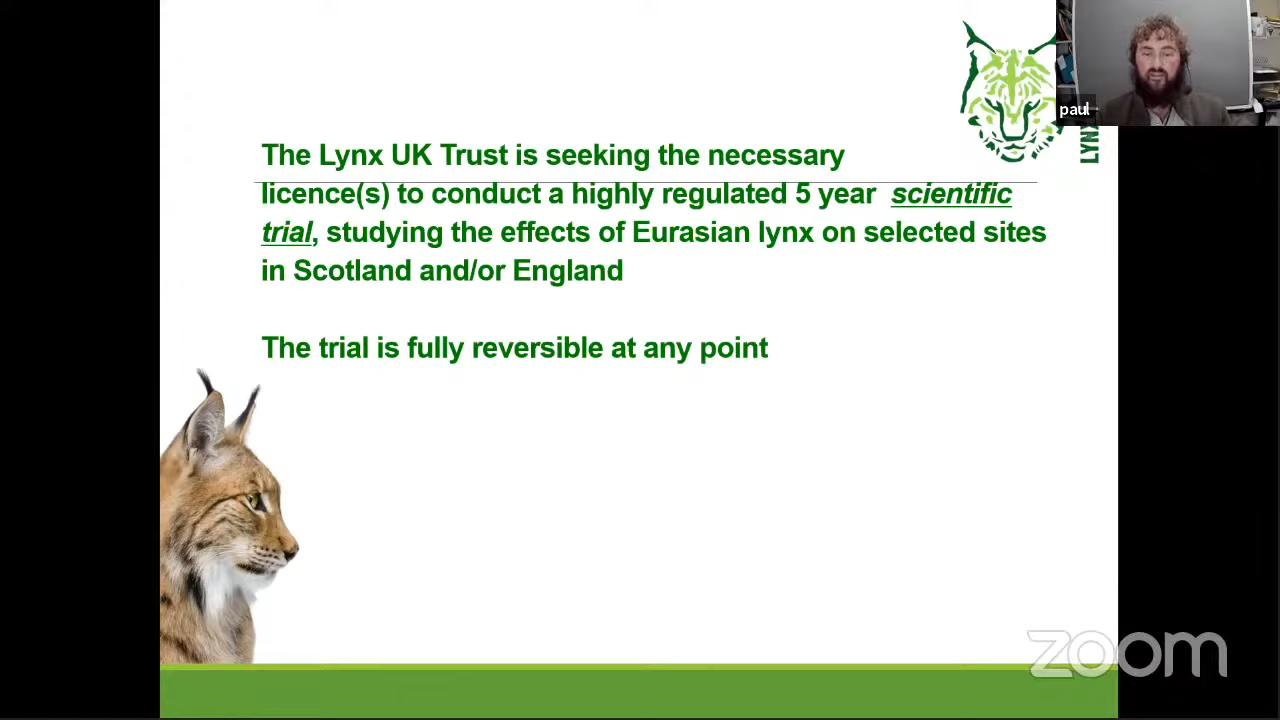 The Lynx UK Trust is seeking the necessary
licence(s) to conduct a highly regulated 5 year scientific
trial, studying the effects of Eurasian lynx on selected sites
in Scotland and/or England
The trial is fully reversible at any point
paul
LYNX
zoom